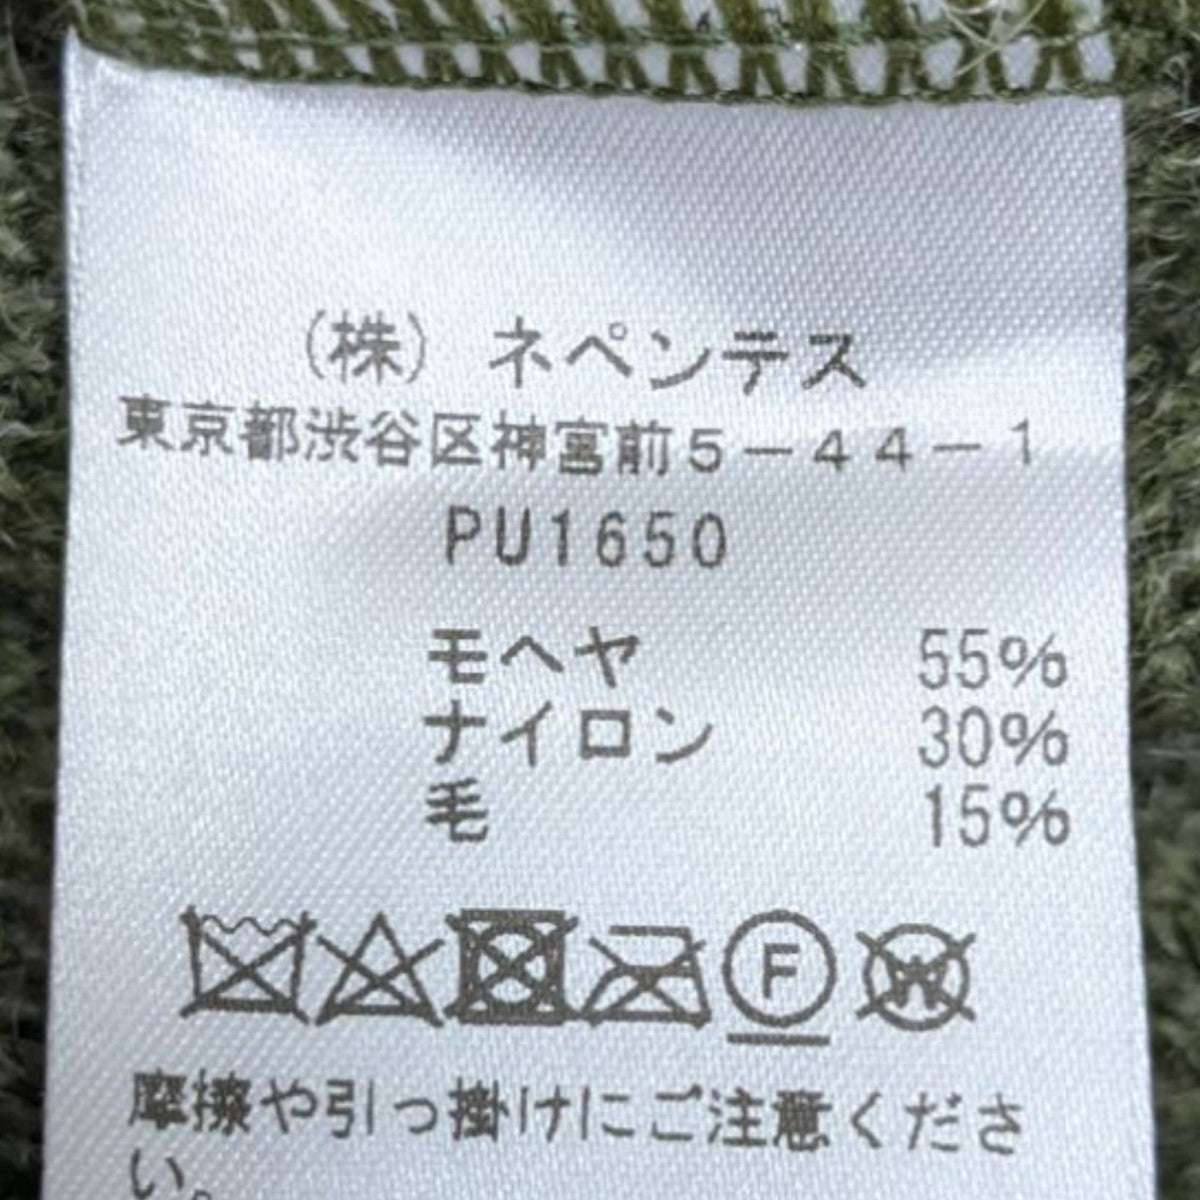 (株) ネペンテス
東京都渋谷区神宮前5-44-1
PU1650
モヘヤ 55%
ナイロン 30%
毛 15%
F W
摩擦や引っ掛けにご注意くださ
い。